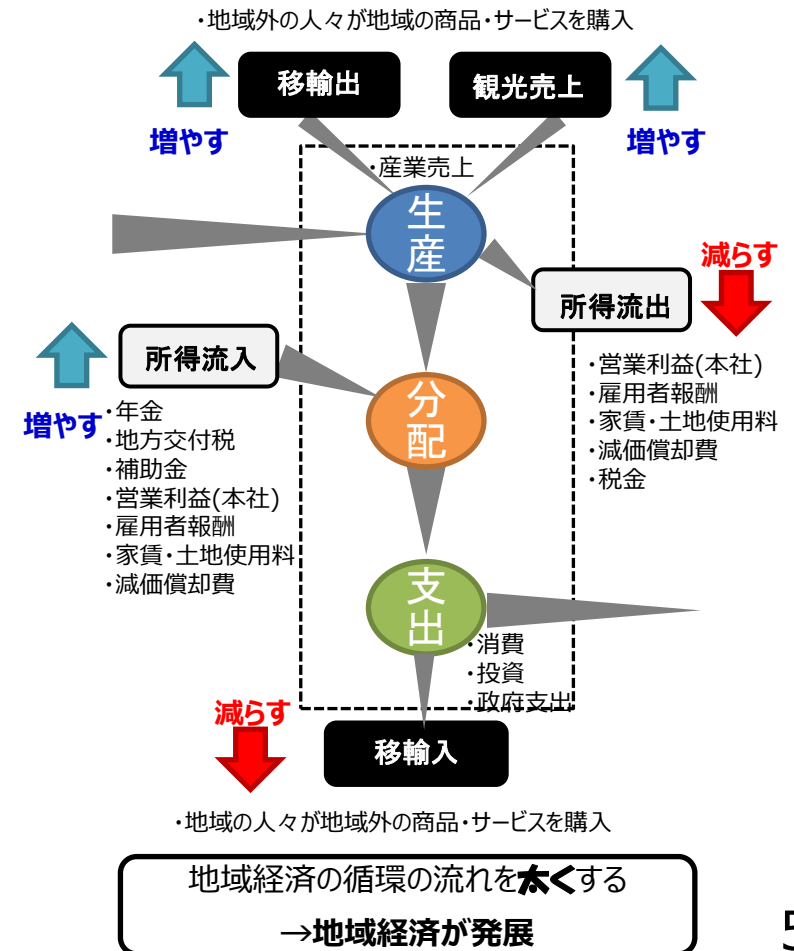 ・地域外の人々が地域の商品・サービスを購入
移輸出
観光売上
増やす
増やす
・産業売上
生産
減らす
所得流出
・営業利益(本社)
・雇用者報酬
・家賃・土地使用料
・減価償却費
・税金
所得流入
増やす
・年金
・地方交付税
・補助金
・営業利益(本社)
・雇用者報酬
・家賃・土地使用料
・減価償却費
分配
支出
・消費
・投資
・政府支出
減らす
移輸入
・地域の人々が地域外の商品・サービスを購入
地域経済の循環の流れを太くする
→地域経済が発展